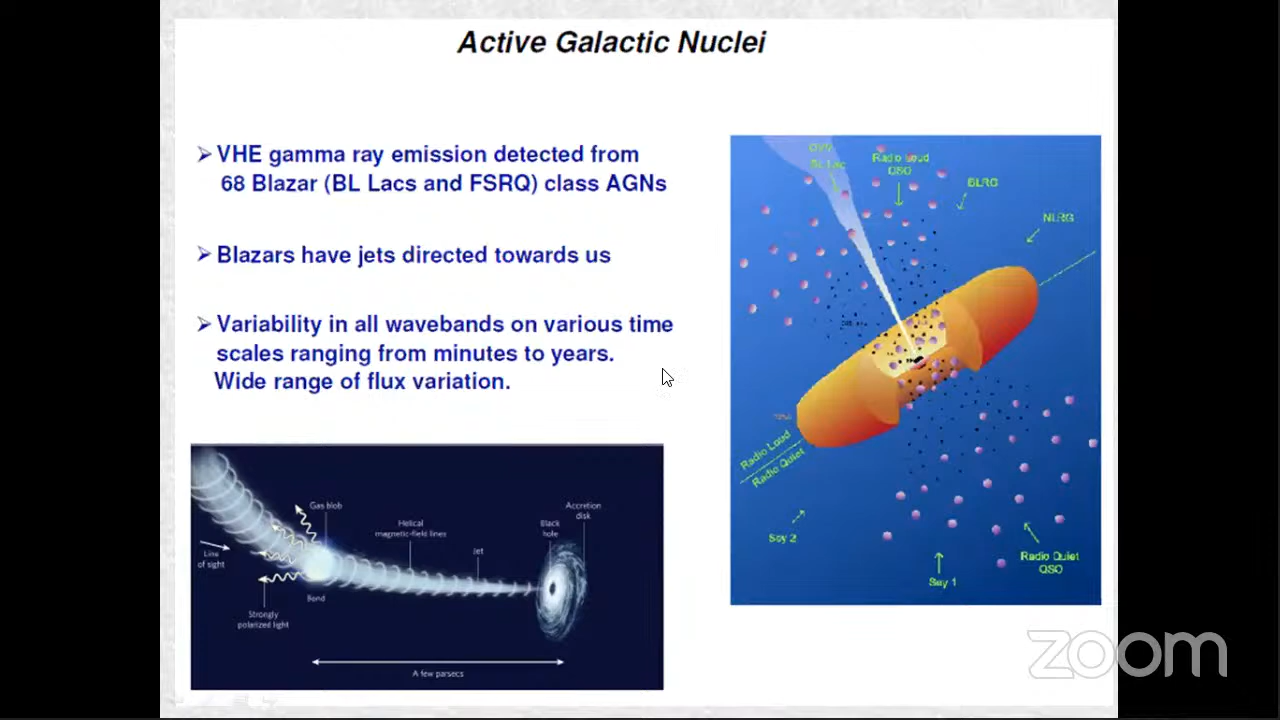 Active Galactic Nuclei
VHE gamma ray emission detected from
68 Blazar (BL Lacs and FSRQ) class AGNs
Blazars have jets directed towards us
Variability in all wavebands on various time
scales ranging from minutes to years.
Wide range of flux variation.
BL Lac
Radio Loud
QSO
BLRG
NLRG
Radio Loud
Radio Quiet
Sey 2
Sey 1
Radio Quiet
QSO
Gas blob
Helical
magnetic-field lines
Jet
Black
hole
Accretion
disk
Line
of sight
Bend
Strongly
polarized light
A few parsecs
zoom